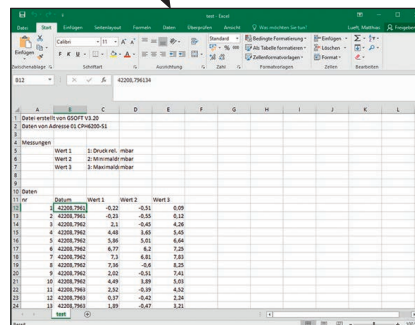 test - Excel
Datei Start Einfügen Seitenlayout Formeln Daten Überprüfen Ansicht Was möchten Sie tun? Lueft, Matthias Freigeben
Einfügen
Calibri 11
Standard
Bedingte Formatierung
Als Tabelle formatieren
Zellenformatvorlagen
Einfügen
Löschen
Format
F K U
Zwischenablage Schriftart Ausrichtung Zahl Formatvorlagen Zellen Bearbeiten
B12 fx 42208,796134
A B C D E F G H I J K L
1 Datei erstellt von GSOFT V3.20
2 Daten von Adresse 01 CPH6200-S1
3
4 Messungen
5 Wert 1 1: Druck rel. mbar
6 Wert 2 2: Minimaldr mbar
7 Wert 3 3: Maximaldr mbar
8
9
10 Daten
11 nr Datum Wert 1 Wert 2 Wert 3
12 1 42208,7961 -0,22 -0,51 0,09
13 2 42208,7961 -0,23 -0,55 0,12
14 3 42208,7962 2,1 -0,45 4,26
15 4 42208,7962 4,48 3,65 5,45
16 5 42208,7962 5,86 5,01 6,64
17 6 42208,7962 6,77 6,2 7,25
18 7 42208,7962 7,3 6,81 7,83
19 8 42208,7962 7,36 -0,6 8,25
20 9 42208,7962 2,02 -0,51 7,41
21 10 42208,7962 4,49 3,89 5,03
22 11 42208,7963 2,52 -0,39 4,52
23 12 42208,7963 0,37 -0,42 2,24
24 13 42208,7963 1,89 -0,47 3,21
test